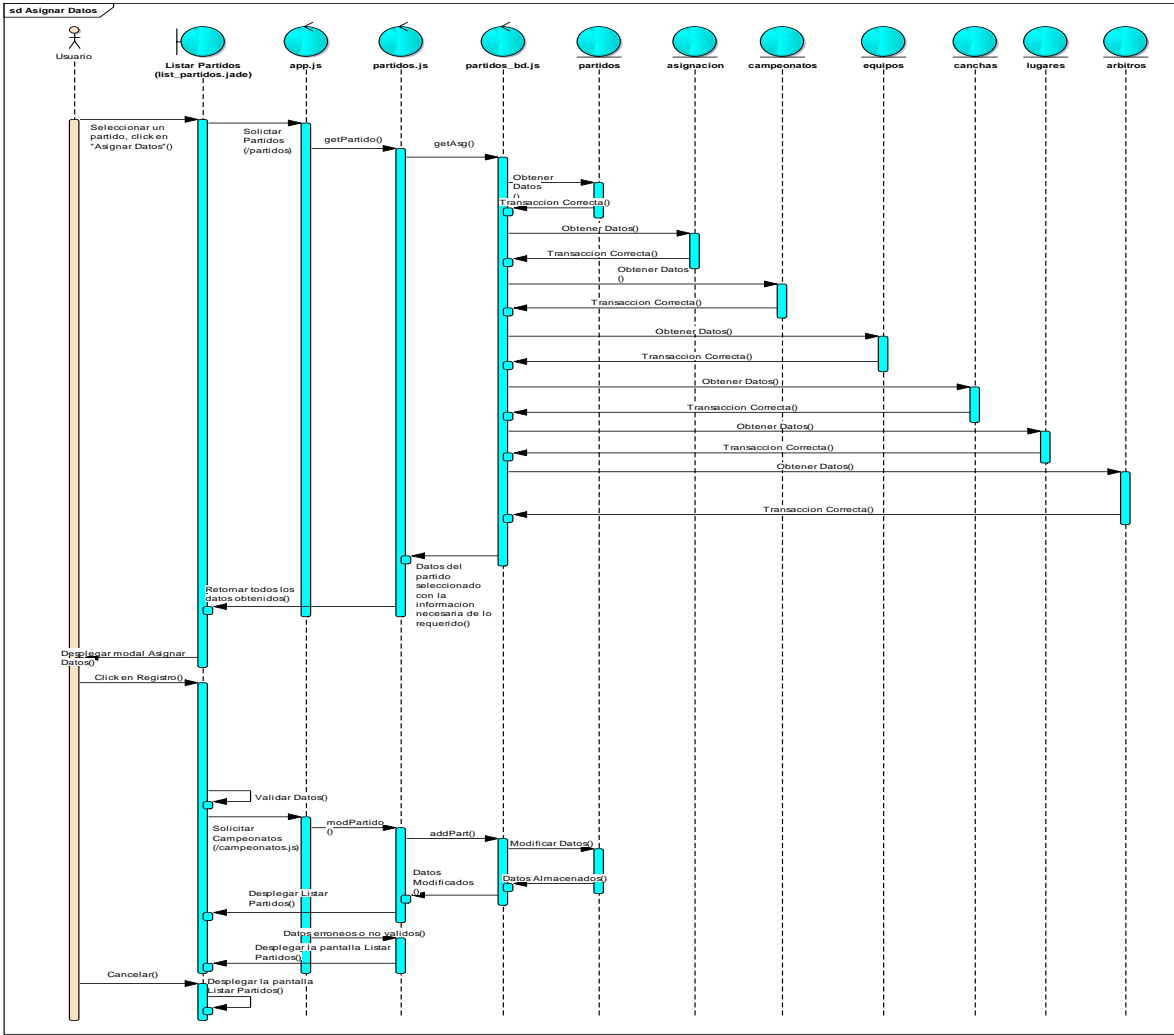 sd Asignar Datos
Usuario
Listar Partidos
(list_partidos.jade)
app.js
partidos.js
partidos_bd.js
partidos
asignacion
campeonatos
equipos
canchas
lugares
arbitros
Seleccionar un
partido, click en
"Asignar Datos"()
Solictar
Partidos
(/partidos)
getPartido()
getAsg()
Obtener
Datos
()
Transaccion Correcta()
Obtener Datos()
Transaccion Correcta()
Obtener Datos
()
Transaccion Correcta()
Obtener Datos()
Transaccion Correcta()
Obtener Datos()
Transaccion Correcta()
Obtener Datos()
Transaccion Correcta()
Obtener Datos()
Transaccion Correcta()
Datos del
partido
seleccionado
con la
informacion
necesaria de lo
requerido()
Retornar todos los
datos obtenidos()
Desplegar modal Asignar
Datos()
Click en Registro()
Validar Datos()
Solicitar
Campeonatos
(/campeonatos.js)
modPartido
()
addPart()
Modificar Datos()
Datos Almacenados()
Datos
Modificados
()
Desplegar Listar
Partidos()
Datos erroneos o no validos()
Desplegar la pantalla Listar
Partidos()
Cancelar()
Desplegar la pantalla
Listar Partidos()